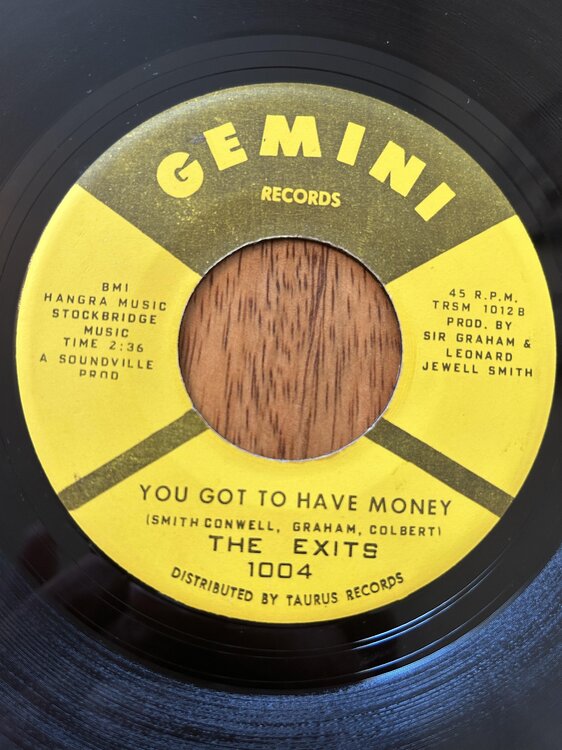 GEMINI
RECORDS
BMI
HANGRA MUSIC
STOCKBRIDGE
MUSIC
TIME 2:36
A SOUNDVILLE
PROD
45 R.P.M.
TRSM 1012B
PROD. BY
SIR GRAHAM &
LEONARD
JEWELL SMITH
YOU GOT TO HAVE MONEY
(SMITH CONWELL, GRAHAM, COLBERT)
THE EXITS
1004
DISTRIBUTED BY TAURUS RECORDS